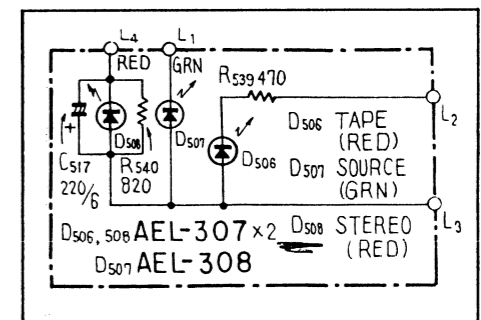 L4 L1
RED GRN
R539 470
L2
D508 D507
D506 TAPE
(RED)
D506
D507 SOURCE
(GRN)
C517
220/6
+
R540
820
L3
D506, 508 AEL-307 ×2
D508 STEREO
(RED)
D507 AEL-308